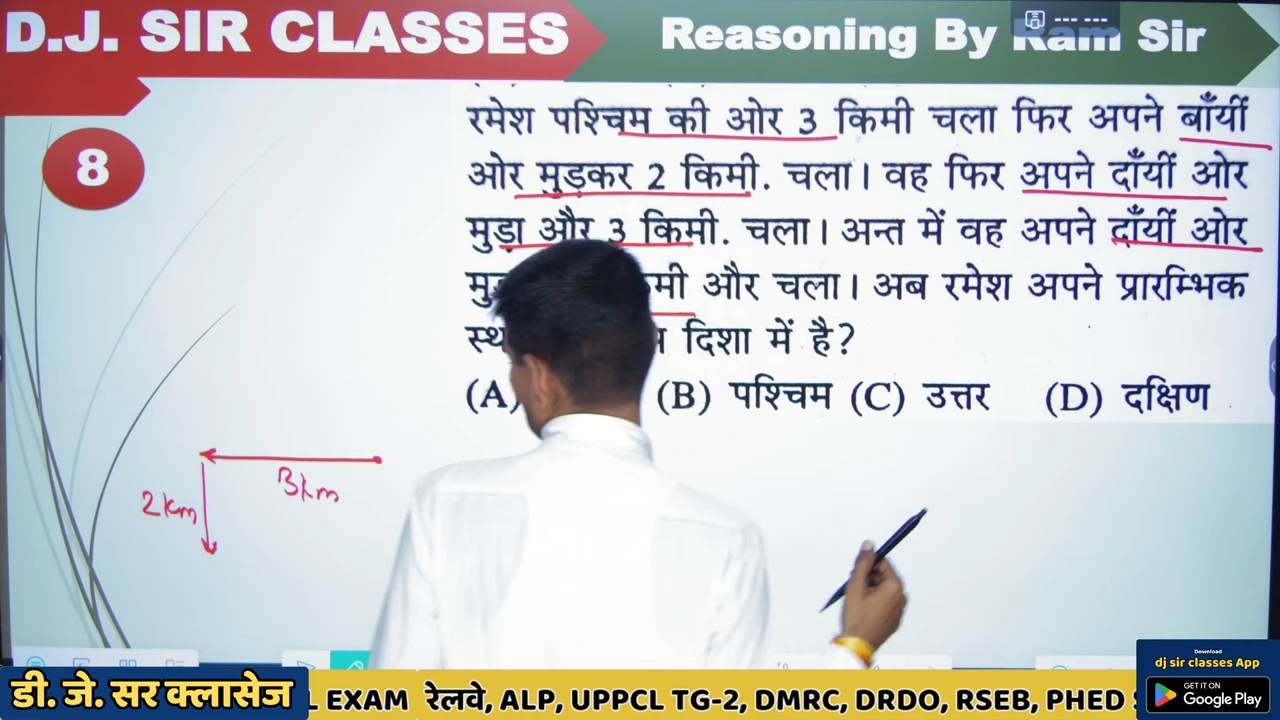 D.J. SIR CLASSES
Reasoning By Ram Sir
8
रमेश पश्चिम की ओर 3 किमी चला फिर अपने बाँयीं
ओर मुड़कर 2 किमी. चला। वह फिर अपने दाँयीं ओर
मुड़ा और 3 किमी. चला। अन्त में वह अपने दाँयीं ओर
और चला। अब रमेश अपने प्रारम्भिक
दिशा में है?
(A) (B) पश्चिम (C) उत्तर (D) दक्षिण
3km
2km
डी. जे. सर क्लासेज
EXAM रेलवे, ALP, UPPCL TG-2, DMRC, DRDO, RSEB, PHED
Download
dj sir classes App
GET IT ON
Google Play